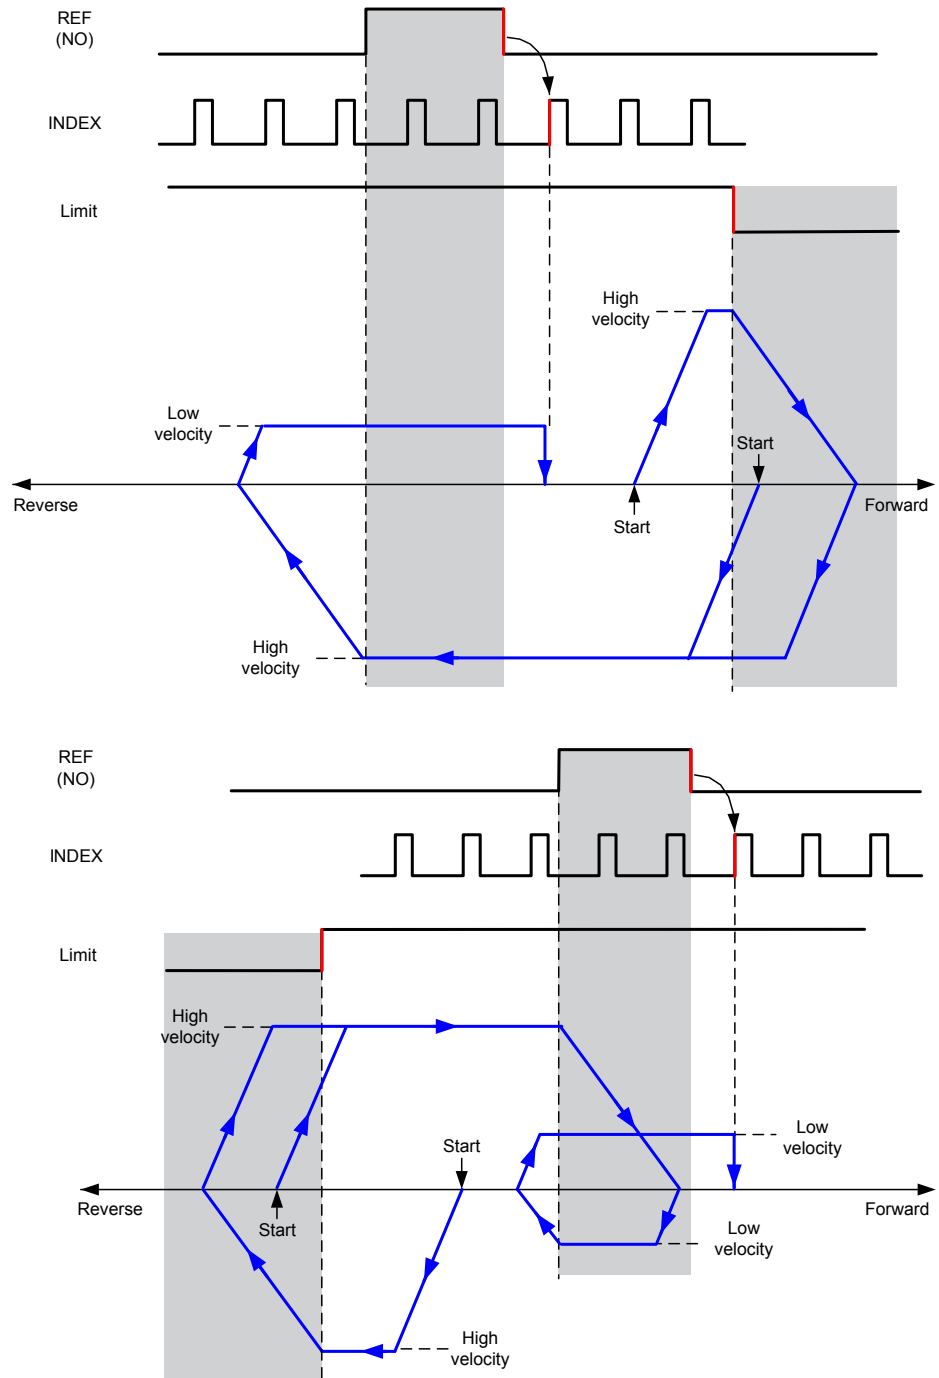 REF
(NO)
INDEX
Limit
High
velocity
Low
velocity
Start
Reverse
Forward
Start
High
velocity
REF
(NO)
INDEX
Limit
High
velocity
Low
velocity
Start
Reverse
Start
Forward
Low
velocity
High
velocity